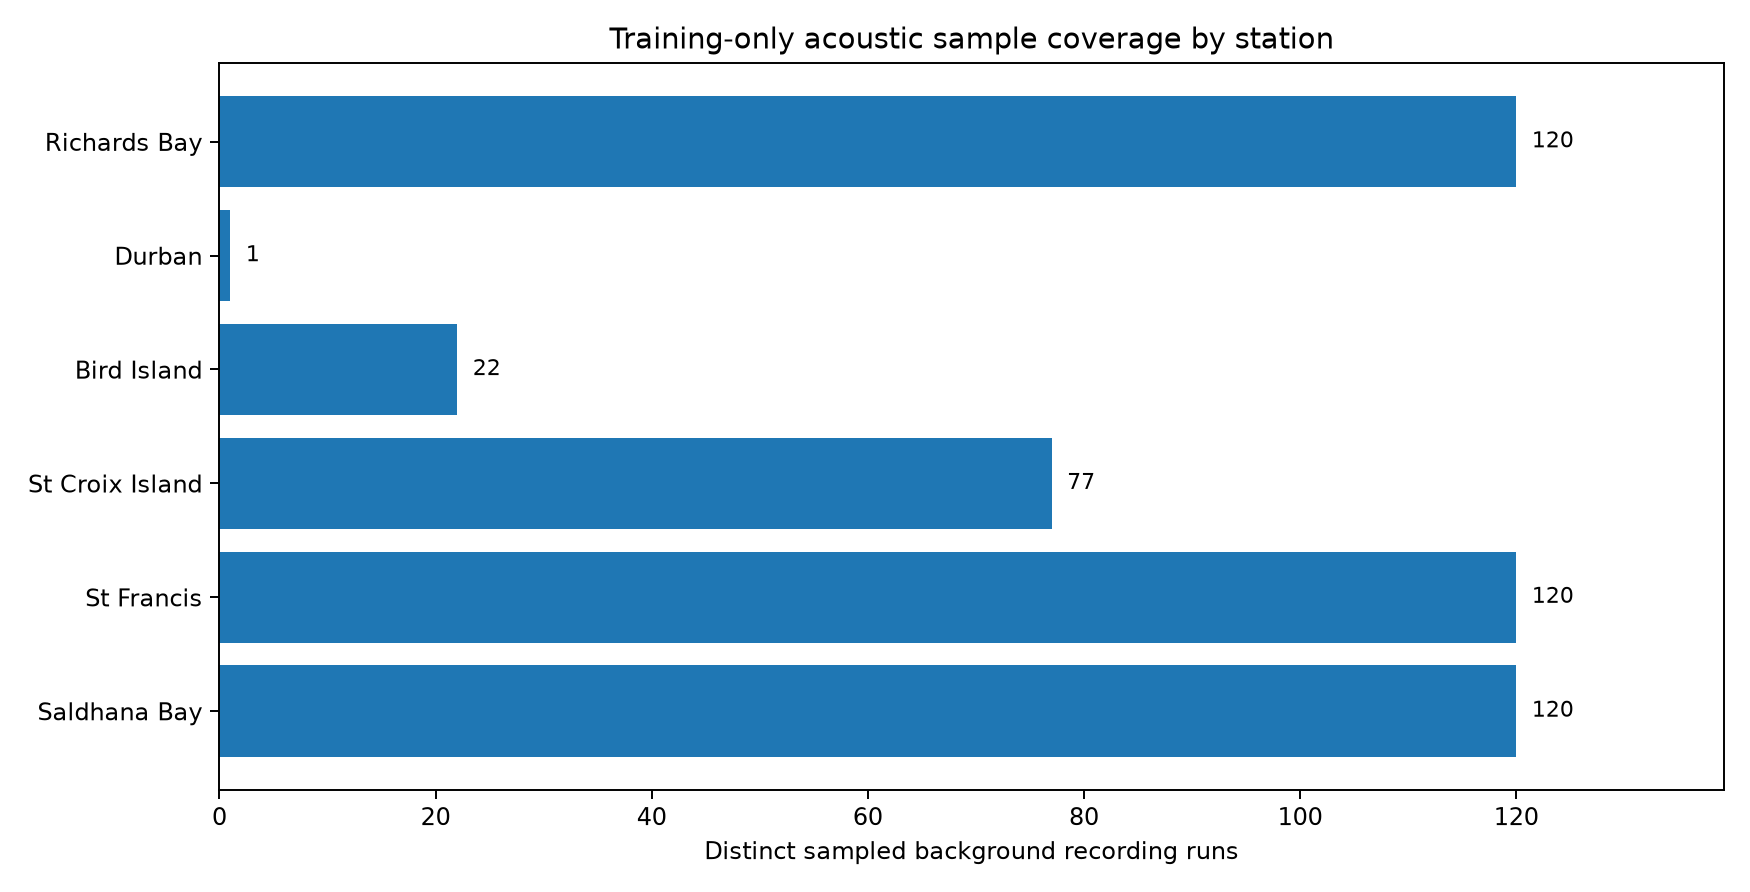 Training-only acoustic sample coverage by station
Richards Bay 120
Durban 1
Bird Island 22
St Croix Island 77
St Francis 120
Saldhana Bay 120
0 20 40 60 80 100 120
Distinct sampled background recording runs